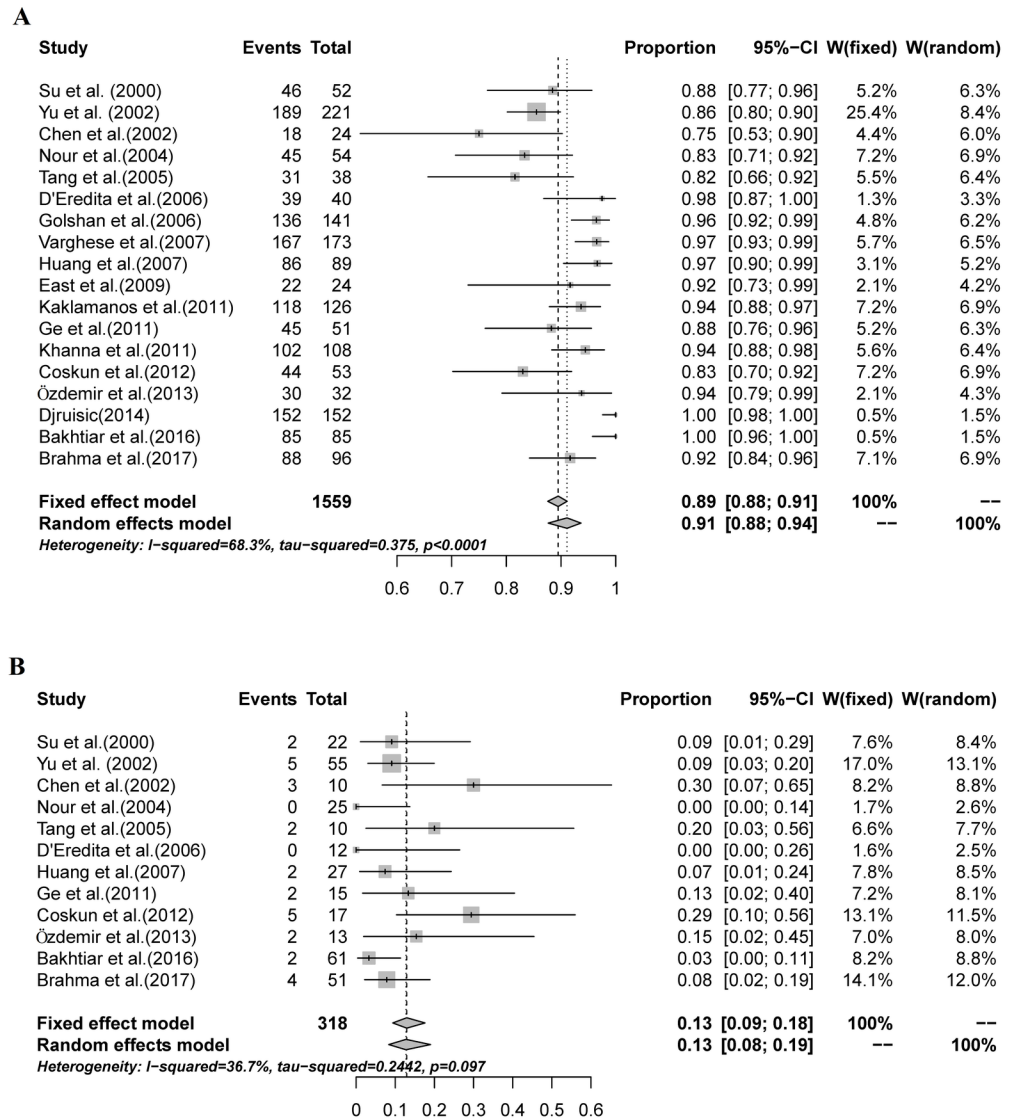 A
Study Events Total Proportion 95%−CI W(fixed) W(random)
Su et al. (2000) 46 52 0.88 [0.77; 0.96] 5.2% 6.3%
Yu et al. (2002) 189 221 0.86 [0.80; 0.90] 25.4% 8.4%
Chen et al.(2002) 18 24 0.75 [0.53; 0.90] 4.4% 6.0%
Nour et al.(2004) 45 54 0.83 [0.71; 0.92] 7.2% 6.9%
Tang et al.(2005) 31 38 0.82 [0.66; 0.92] 5.5% 6.4%
D'Eredita et al.(2006) 39 40 0.98 [0.87; 1.00] 1.3% 3.3%
Golshan et al.(2006) 136 141 0.96 [0.92; 0.99] 4.8% 6.2%
Varghese et al.(2007) 167 173 0.97 [0.93; 0.99] 5.7% 6.5%
Huang et al.(2007) 86 89 0.97 [0.90; 0.99] 3.1% 5.2%
East et al.(2009) 22 24 0.92 [0.73; 0.99] 2.1% 4.2%
Kaklamanos et al.(2011) 118 126 0.94 [0.88; 0.97] 7.2% 6.9%
Ge et al.(2011) 45 51 0.88 [0.76; 0.96] 5.2% 6.3%
Khanna et al.(2011) 102 108 0.94 [0.88; 0.98] 5.6% 6.4%
Coskun et al.(2012) 44 53 0.83 [0.70; 0.92] 7.2% 6.9%
Özdemir et al.(2013) 30 32 0.94 [0.79; 0.99] 2.1% 4.3%
Djruisic(2014) 152 152 1.00 [0.98; 1.00] 0.5% 1.5%
Bakhtiar et al.(2016) 85 85 1.00 [0.96; 1.00] 0.5% 1.5%
Brahma et al.(2017) 88 96 0.92 [0.84; 0.96] 7.1% 6.9%
Fixed effect model 1559 0.89 [0.88; 0.91] 100% −−
Random effects model 0.91 [0.88; 0.94] −− 100%
Heterogeneity: I−squared=68.3%, tau−squared=0.375, p<0.0001
0.6 0.7 0.8 0.9 1
B
Study Events Total Proportion 95%−CI W(fixed) W(random)
Su et al.(2000) 2 22 0.09 [0.01; 0.29] 7.6% 8.4%
Yu et al. (2002) 5 55 0.09 [0.03; 0.20] 17.0% 13.1%
Chen et al.(2002) 3 10 0.30 [0.07; 0.65] 8.2% 8.8%
Nour et al.(2004) 0 25 0.00 [0.00; 0.14] 1.7% 2.6%
Tang et al.(2005) 2 10 0.20 [0.03; 0.56] 6.6% 7.7%
D'Eredita et al.(2006) 0 12 0.00 [0.00; 0.26] 1.6% 2.5%
Huang et al.(2007) 2 27 0.07 [0.01; 0.24] 7.8% 8.5%
Ge et al.(2011) 2 15 0.13 [0.02; 0.40] 7.2% 8.1%
Coskun et al.(2012) 5 17 0.29 [0.10; 0.56] 13.1% 11.5%
Özdemir et al.(2013) 2 13 0.15 [0.02; 0.45] 7.0% 8.0%
Bakhtiar et al.(2016) 2 61 0.03 [0.00; 0.11] 8.2% 8.8%
Brahma et al.(2017) 4 51 0.08 [0.02; 0.19] 14.1% 12.0%
Fixed effect model 318 0.13 [0.09; 0.18] 100% −−
Random effects model 0.13 [0.08; 0.19] −− 100%
Heterogeneity: I−squared=36.7%, tau−squared=0.2442, p=0.097
0 0.1 0.2 0.3 0.4 0.5 0.6